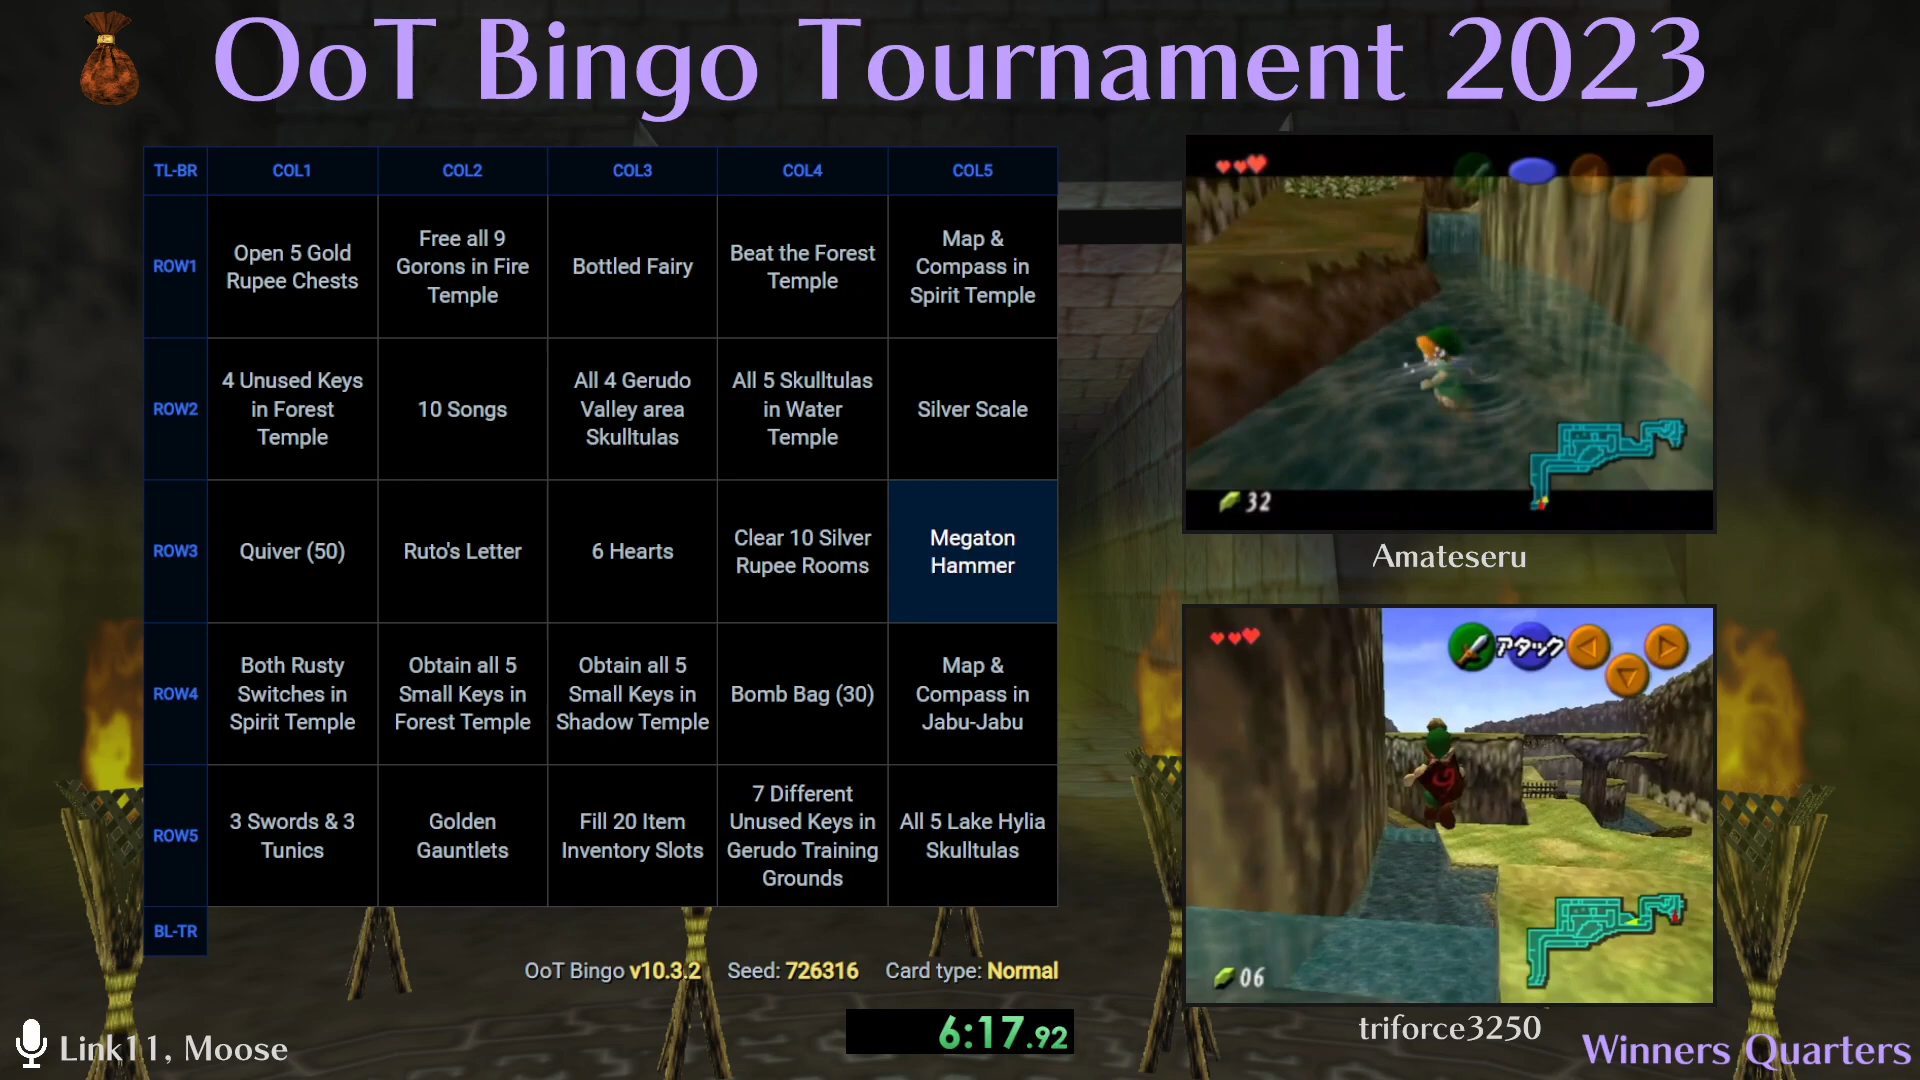 OoT Bingo Tournament 2023
TL-BR COL1 COL2 COL3 COL4 COL5
ROW1
Open 5 Gold
Rupee Chests
Free all 9
Gorons in Fire
Temple
Bottled Fairy
Beat the Forest
Temple
Map &
Compass in
Spirit Temple
ROW2
4 Unused Keys
in Forest
Temple
10 Songs
All 4 Gerudo
Valley area
Skulltulas
All 5 Skulltulas
in Water
Temple
Silver Scale
ROW3
Quiver (50)
Ruto's Letter
6 Hearts
Clear 10 Silver
Rupee Rooms
Megaton
Hammer
ROW4
Both Rusty
Switches in
Spirit Temple
Obtain all 5
Small Keys in
Forest Temple
Obtain all 5
Small Keys in
Shadow Temple
Bomb Bag (30)
Map &
Compass in
Jabu-Jabu
ROW5
3 Swords & 3
Tunics
Golden
Gauntlets
Fill 20 Item
Inventory Slots
7 Different
Unused Keys in
Gerudo Training
Grounds
All 5 Lake Hylia
Skulltulas
BL-TR
OoT Bingo v10.3.2 Seed: 726316 Card type: Normal
6:17.92
Link11, Moose
32
Amateseru
アタック
06
triforce3250
Winners Quarters